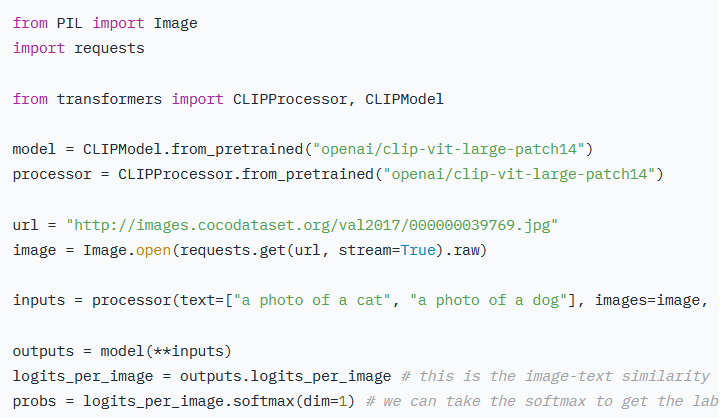 from PIL import Image
import requests
from transformers import CLIPProcessor, CLIPModel
model = CLIPModel.from_pretrained("openai/clip-vit-large-patch14")
processor = CLIPProcessor.from_pretrained("openai/clip-vit-large-patch14")
url = "http://images.cocodataset.org/val2017/000000039769.jpg"
image = Image.open(requests.get(url, stream=True).raw)
inputs = processor(text=["a photo of a cat", "a photo of a dog"], images=image,
outputs = model(**inputs)
logits_per_image = outputs.logits_per_image # this is the image-text similarity
probs = logits_per_image.softmax(dim=1) # we can take the softmax to get the lab